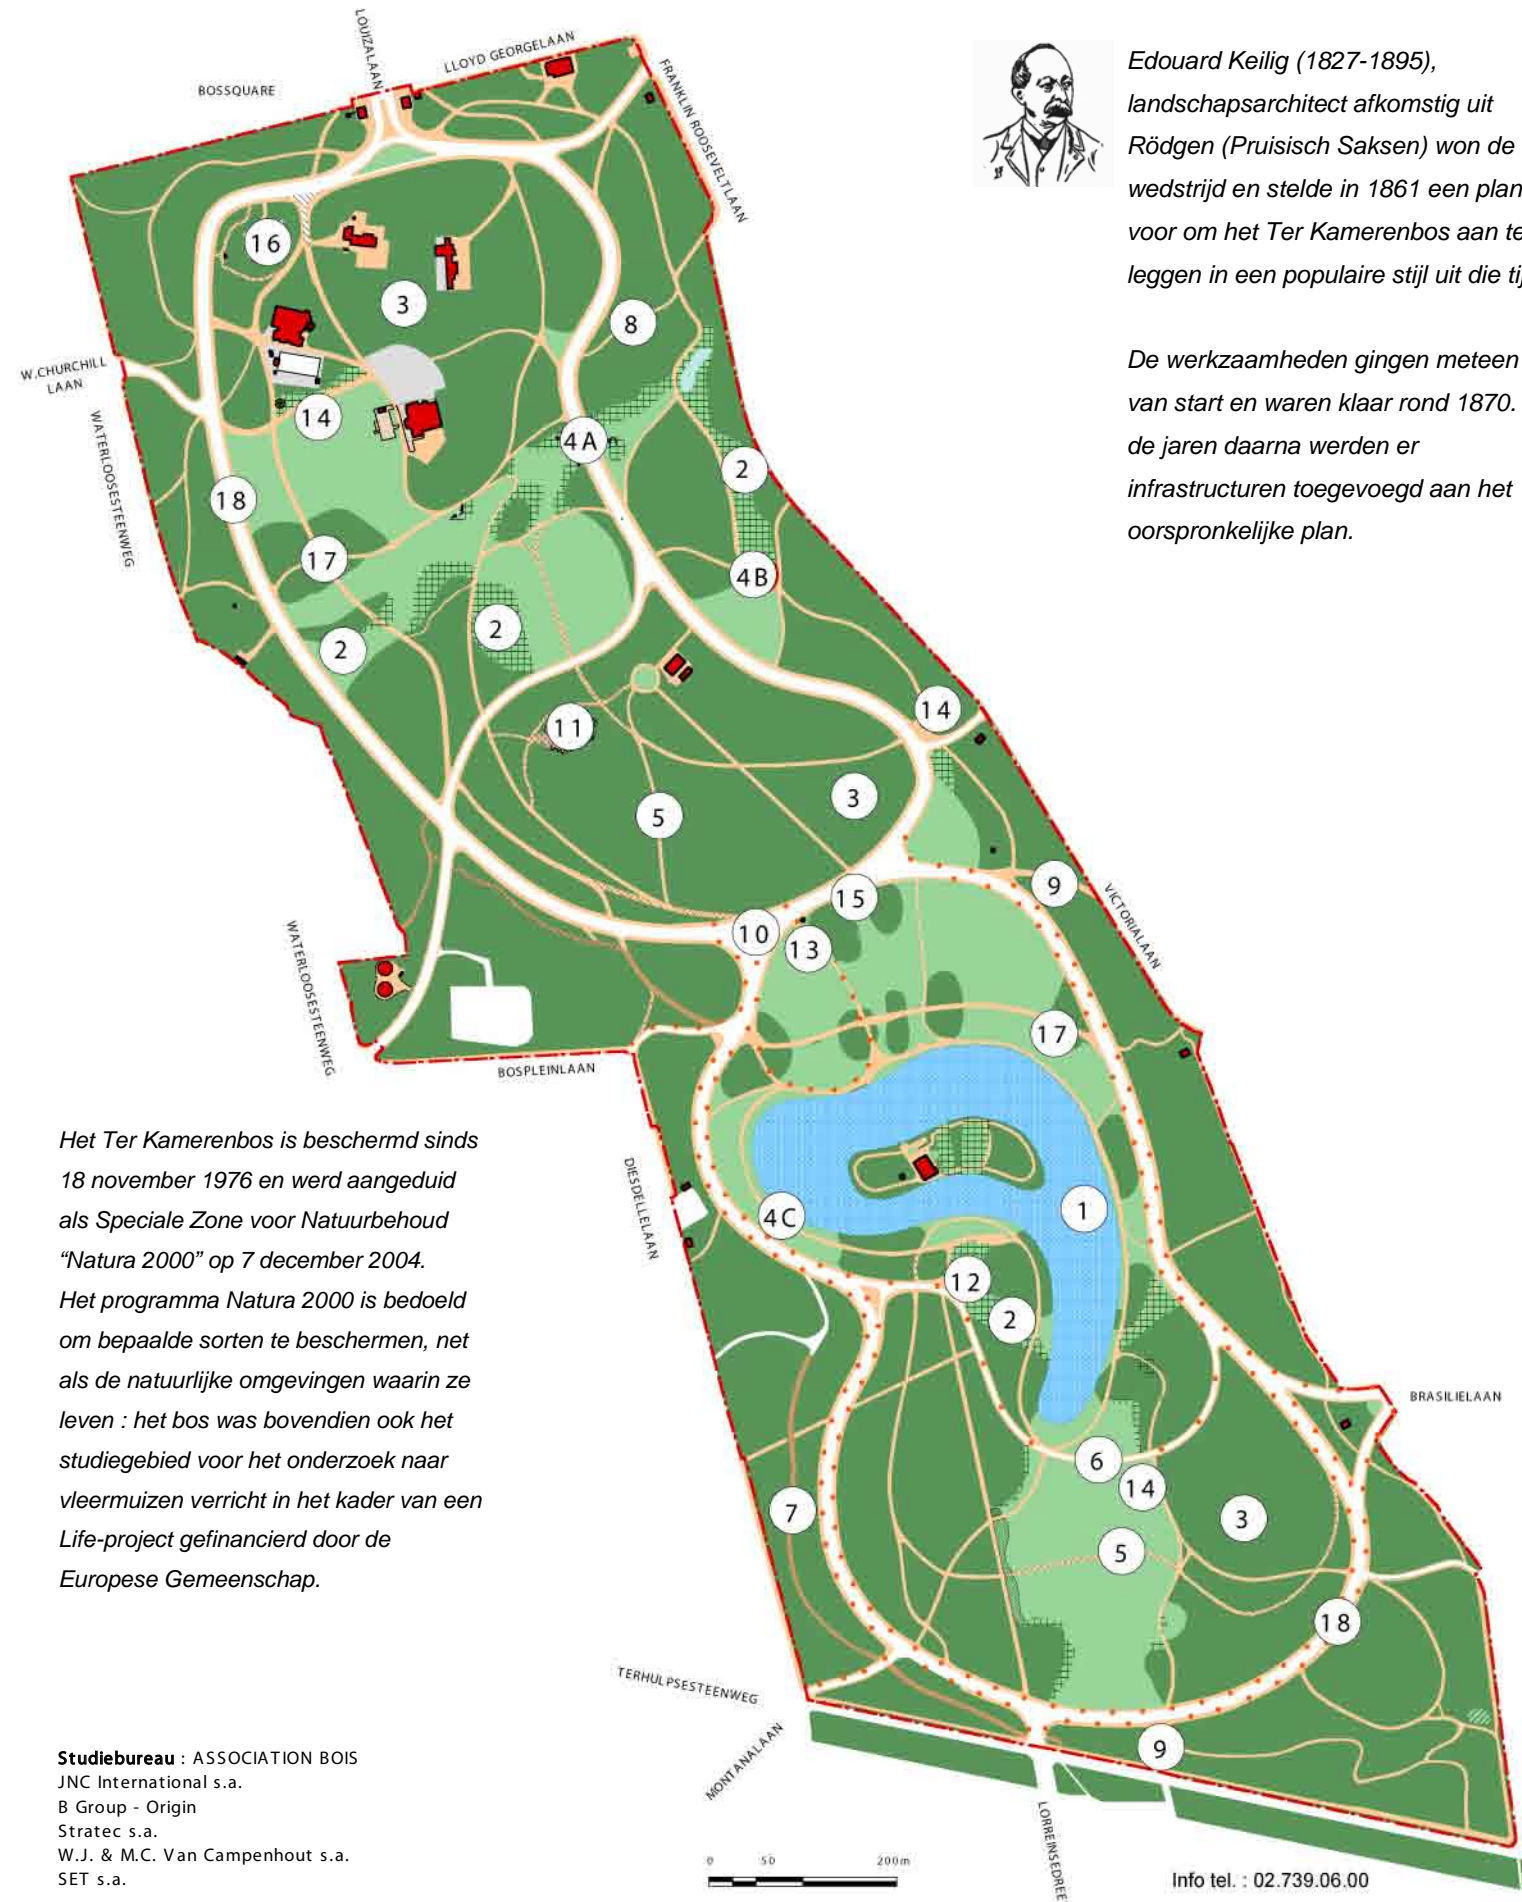 Edouard Keilig (1827-1895),
landschapsarchitect afkomstig uit
Rödgen (Pruisisch Saksen) won de
wedstrijd en stelde in 1861 een plan
voor om het Ter Kamerenbos aan te
leggen in een populaire stijl uit die
De werkzaamheden gingen meteen
van start en waren klaar rond 1870.
de jaren daarna werden er
infrastructuren toegevoegd aan het
oorspronkelijke plan.
LOUIZALAAN
LLOYD GEORGELAAN
BOSSQUARE
FRANKLIN ROOSEVELTLAAN
16
3
8
W.CHURCHILL
LAAN
14
4A
WATERLOOSESTEENWEG
2
18
17
4B
2
2
14
11
3
5
9
15
10
13
VICTORIALAAN
WATERLOOSESTEENWEG
17
BOSPLEINLAAN
Het Ter Kamerenbos is beschermd sinds
18 november 1976 en werd aangeduid
als Speciale Zone voor Natuurbehoud
“Natura 2000” op 7 december 2004.
Het programma Natura 2000 is bedoeld
om bepaalde sorten te beschermen, net
als de natuurlijke omgevingen waarin ze
leven : het bos was bovendien ook het
studiegebied voor het onderzoek naar
vleermuizen verricht in het kader van een
Life-project gefinancierd door de
Europese Gemeenschap.
DIESDELLELAAN
4C
1
12
2
BRASILIELAAN
6
14
7
3
5
18
TERHULPSESTEENWEG
9
MONTANALAAN
LORREINSEDREEF
Studiebureau : ASSOCIATION BOIS
JNC International s.a.
B Group - Origin
Stratec s.a.
W.J. & M.C. Van Campenhout s.a.
SET s.a.
0 50 200m
Info tel. : 02.739.06.00